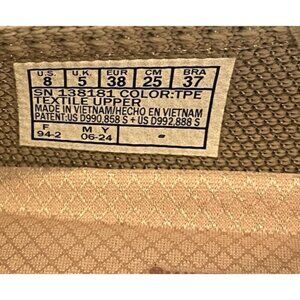 U.S. U.K. EUR CM BRA
8 5 38 25 37
SN 138181 COLOR:TPE
TEXTILE UPPER
MADE IN VIETNAM/HECHO EN VIETNAM
PATENT:US D990.858 S + US D992.888 S
F M Y
94-2 06-24 -